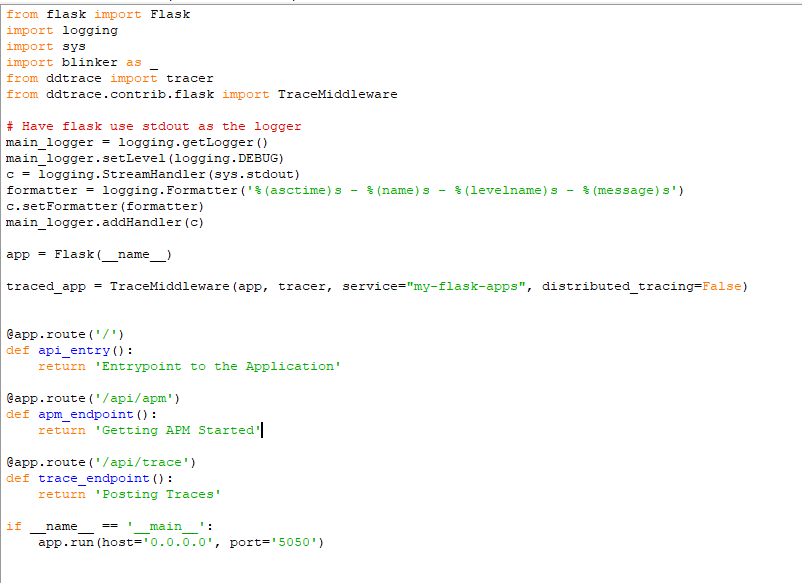 from flask import Flask
import logging
import sys
import blinker as _
from ddtrace import tracer
from ddtrace.contrib.flask import TraceMiddleware
# Have flask use stdout as the logger
main_logger = logging.getLogger()
main_logger.setLevel(logging.DEBUG)
c = logging.StreamHandler(sys.stdout)
formatter = logging.Formatter('%(asctime)s - %(name)s - %(levelname)s - %(message)s')
c.setFormatter(formatter)
main_logger.addHandler(c)
app = Flask(__name__)
traced_app = TraceMiddleware(app, tracer, service="my-flask-apps", distributed_tracing=False)
@app.route('/')
def api_entry():
    return 'Entrypoint to the Application'
@app.route('/api/apm')
def apm_endpoint():
    return 'Getting APM Started'
@app.route('/api/trace')
def trace_endpoint():
    return 'Posting Traces'
if __name__ == '__main__':
    app.run(host='0.0.0.0', port='5050')